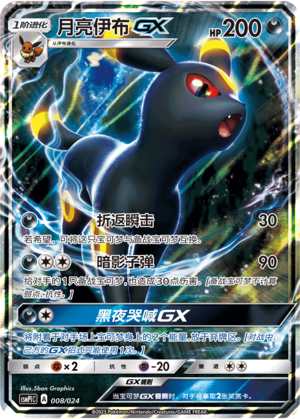 1阶进化 月亮伊布GX HP 200
从伊布进化
折返瞬击 30
若希望，可将这只宝可梦与备战宝可梦互换。
暗影子弹 90
给对手的1只备战宝可梦，也造成30点伤害。[备战宝可梦不计算弱点、抗性。]
黑夜哭喊GX
将附着于对手场上宝可梦身上的2个能量，放于弃牌区。[对战中，己方的GX招式只能使用1次。]
弱点 ×2 抗性 -20 撤退
Illus.5ban Graphics
GX规则
当宝可梦GX昏厥时，对手将拿取2张奖赏卡。
A 008/024
©2023 Pokémon/Nintendo/Creatures/GAME FREAK